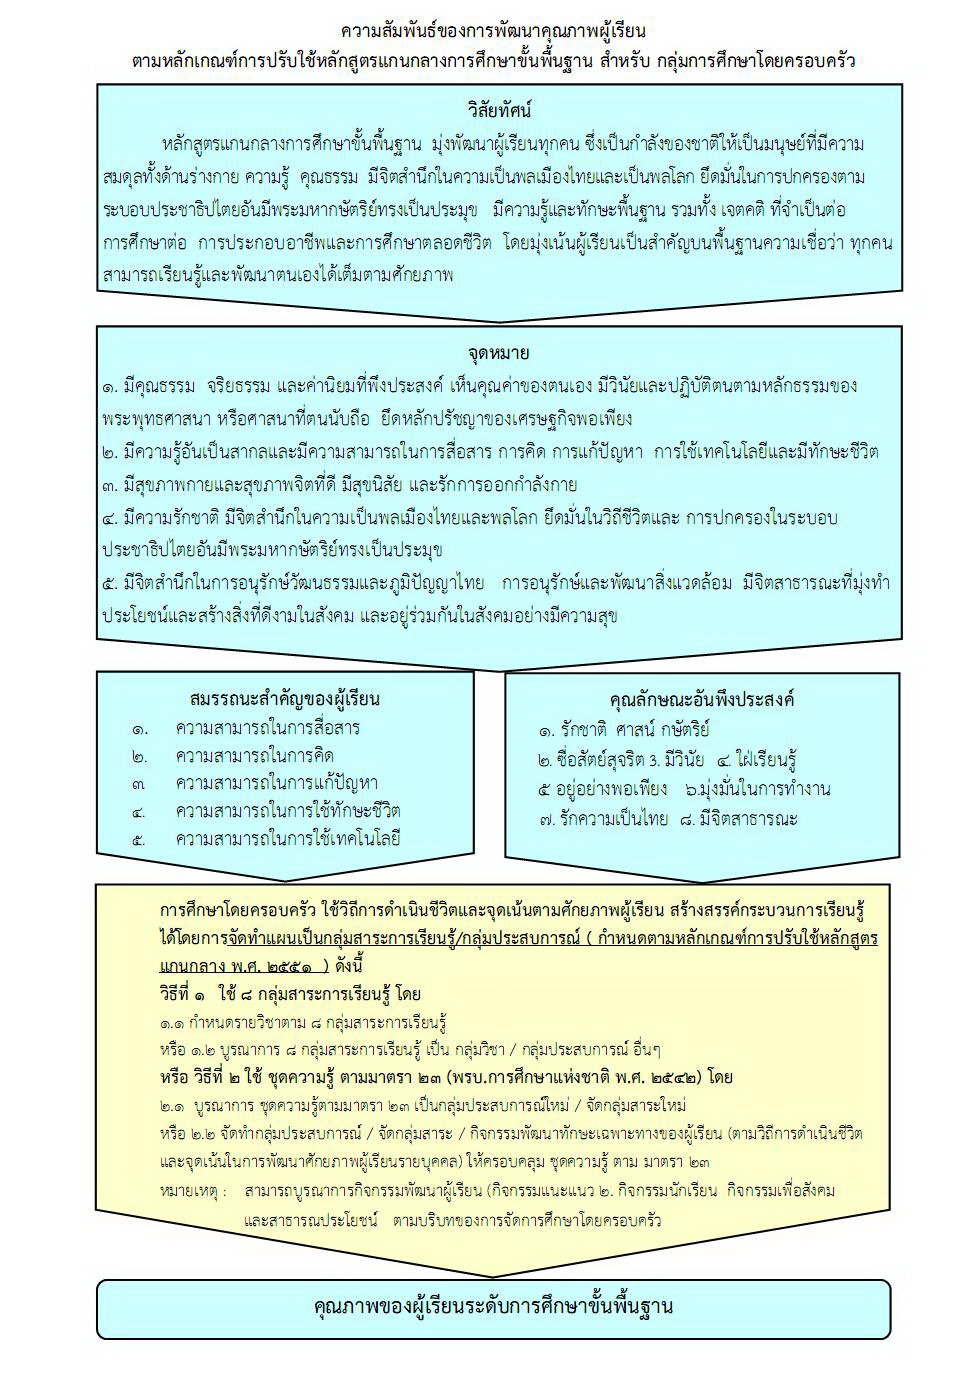 ความสัมพันธ์ของการพัฒนาคุณภาพผู้เรียน
ตามหลักเกณฑ์การปรับใช้หลักสูตรแกนกลางการศึกษาขั้นพื้นฐาน สำหรับ กลุ่มการศึกษาโดยครอบครัว
วิสัยทัศน์
หลักสูตรแกนกลางการศึกษาขั้นพื้นฐาน มุ่งพัฒนาผู้เรียนทุกคน ซึ่งเป็นกำลังของชาติให้เป็นมนุษย์ที่มีความ
สมดุลทั้งด้านร่างกาย ความรู้ คุณธรรม มีจิตสำนึกในความเป็นพลเมืองไทยและเป็นพลโลก ยึดมั่นในการปกครองตาม
ระบอบประชาธิปไตยอันมีพระมหากษัตริย์ทรงเป็นประมุข มีความรู้และทักษะพื้นฐาน รวมทั้ง เจตคติ ที่จำเป็นต่อ
การศึกษาต่อ การประกอบอาชีพและการศึกษาตลอดชีวิต โดยมุ่งเน้นผู้เรียนเป็นสำคัญบนพื้นฐานความเชื่อว่า ทุกคน
สามารถเรียนรู้และพัฒนาตนเองได้เต็มตามศักยภาพ
จุดหมาย
๑. มีคุณธรรม จริยธรรม และค่านิยมที่พึงประสงค์ เห็นคุณค่าของตนเอง มีวินัยและปฏิบัติตนตามหลักธรรมของ
พระพุทธศาสนา หรือศาสนาที่ตนนับถือ ยึดหลักปรัชญาของเศรษฐกิจพอเพียง
๒. มีความรู้อันเป็นสากลและมีความสามารถในการสื่อสาร การคิด การแก้ปัญหา การใช้เทคโนโลยีและมีทักษะชีวิต
๓. มีสุขภาพกายและสุขภาพจิตที่ดี มีสุขนิสัย และรักการออกกำลังกาย
๔. มีความรักชาติ มีจิตสำนึกในความเป็นพลเมืองไทยและพลโลก ยึดมั่นในวิถีชีวิตและ การปกครองในระบอบ
ประชาธิปไตยอันมีพระมหากษัตริย์ทรงเป็นประมุข
๕. มีจิตสำนึกในการอนุรักษ์วัฒนธรรมและภูมิปัญญาไทย การอนุรักษ์และพัฒนาสิ่งแวดล้อม มีจิตสาธารณะที่มุ่งทำ
ประโยชน์และสร้างสิ่งที่ดีงามในสังคม และอยู่ร่วมกันในสังคมอย่างมีความสุข
สมรรถนะสำคัญของผู้เรียน
๑. ความสามารถในการสื่อสาร
๒. ความสามารถในการคิด
๓ ความสามารถในการแก้ปัญหา
๔. ความสามารถในการใช้ทักษะชีวิต
๕. ความสามารถในการใช้เทคโนโลยี
คุณลักษณะอันพึงประสงค์
๑. รักชาติ ศาสน์ กษัตริย์
๒. ซื่อสัตย์สุจริต 3. มีวินัย ๔. ใฝ่เรียนรู้
๕ อยู่อย่างพอเพียง ๖.มุ่งมั่นในการทำงาน
๗. รักความเป็นไทย ๘. มีจิตสาธารณะ
การศึกษาโดยครอบครัว ใช้วิถีการดำเนินชีวิตและจุดเน้นตามศักยภาพผู้เรียน สร้างสรรค์กระบวนการเรียนรู้
ได้โดยการจัดทำแผนเป็นกลุ่มสาระการเรียนรู้/กลุ่มประสบการณ์ ( กำหนดตามหลักเกณฑ์การปรับใช้หลักสูตร
แกนกลาง พ.ศ. ๒๕๕๑ ) ดังนี้
วิธีที่ ๑ ใช้ ๘ กลุ่มสาระการเรียนรู้ โดย
๑.๑ กำหนดรายวิชาตาม ๘ กลุ่มสาระการเรียนรู้
หรือ ๑.๒ บูรณาการ ๘ กลุ่มสาระการเรียนรู้ เป็น กลุ่มวิชา / กลุ่มประสบการณ์ อื่นๆ
หรือ วิธีที่ ๒ ใช้ ชุดความรู้ ตามมาตรา ๒๓ (พรบ.การศึกษาแห่งชาติ พ.ศ. ๒๕๔๒) โดย
๒.๑ บูรณาการ ชุดความรู้ตามมาตรา ๒๓ เป็นกลุ่มประสบการณ์ใหม่ / จัดกลุ่มสาระใหม่
หรือ ๒.๒ จัดทำกลุ่มประสบการณ์ / จัดกลุ่มสาระ / กิจกรรมพัฒนาทักษะเฉพาะทางของผู้เรียน (ตามวิถีการดำเนินชีวิต
และจุดเน้นในการพัฒนาศักยภาพผู้เรียนรายบุคคล) ให้ครอบคลุม ชุดความรู้ ตาม มาตรา ๒๓
หมายเหตุ : สามารถบูรณาการกิจกรรมพัฒนาผู้เรียน (กิจกรรมแนะแนว ๒. กิจกรรมนักเรียน กิจกรรมเพื่อสังคม
และสาธารณประโยชน์ ตามบริบทของการจัดการศึกษาโดยครอบครัว
คุณภาพของผู้เรียนระดับการศึกษาขั้นพื้นฐาน